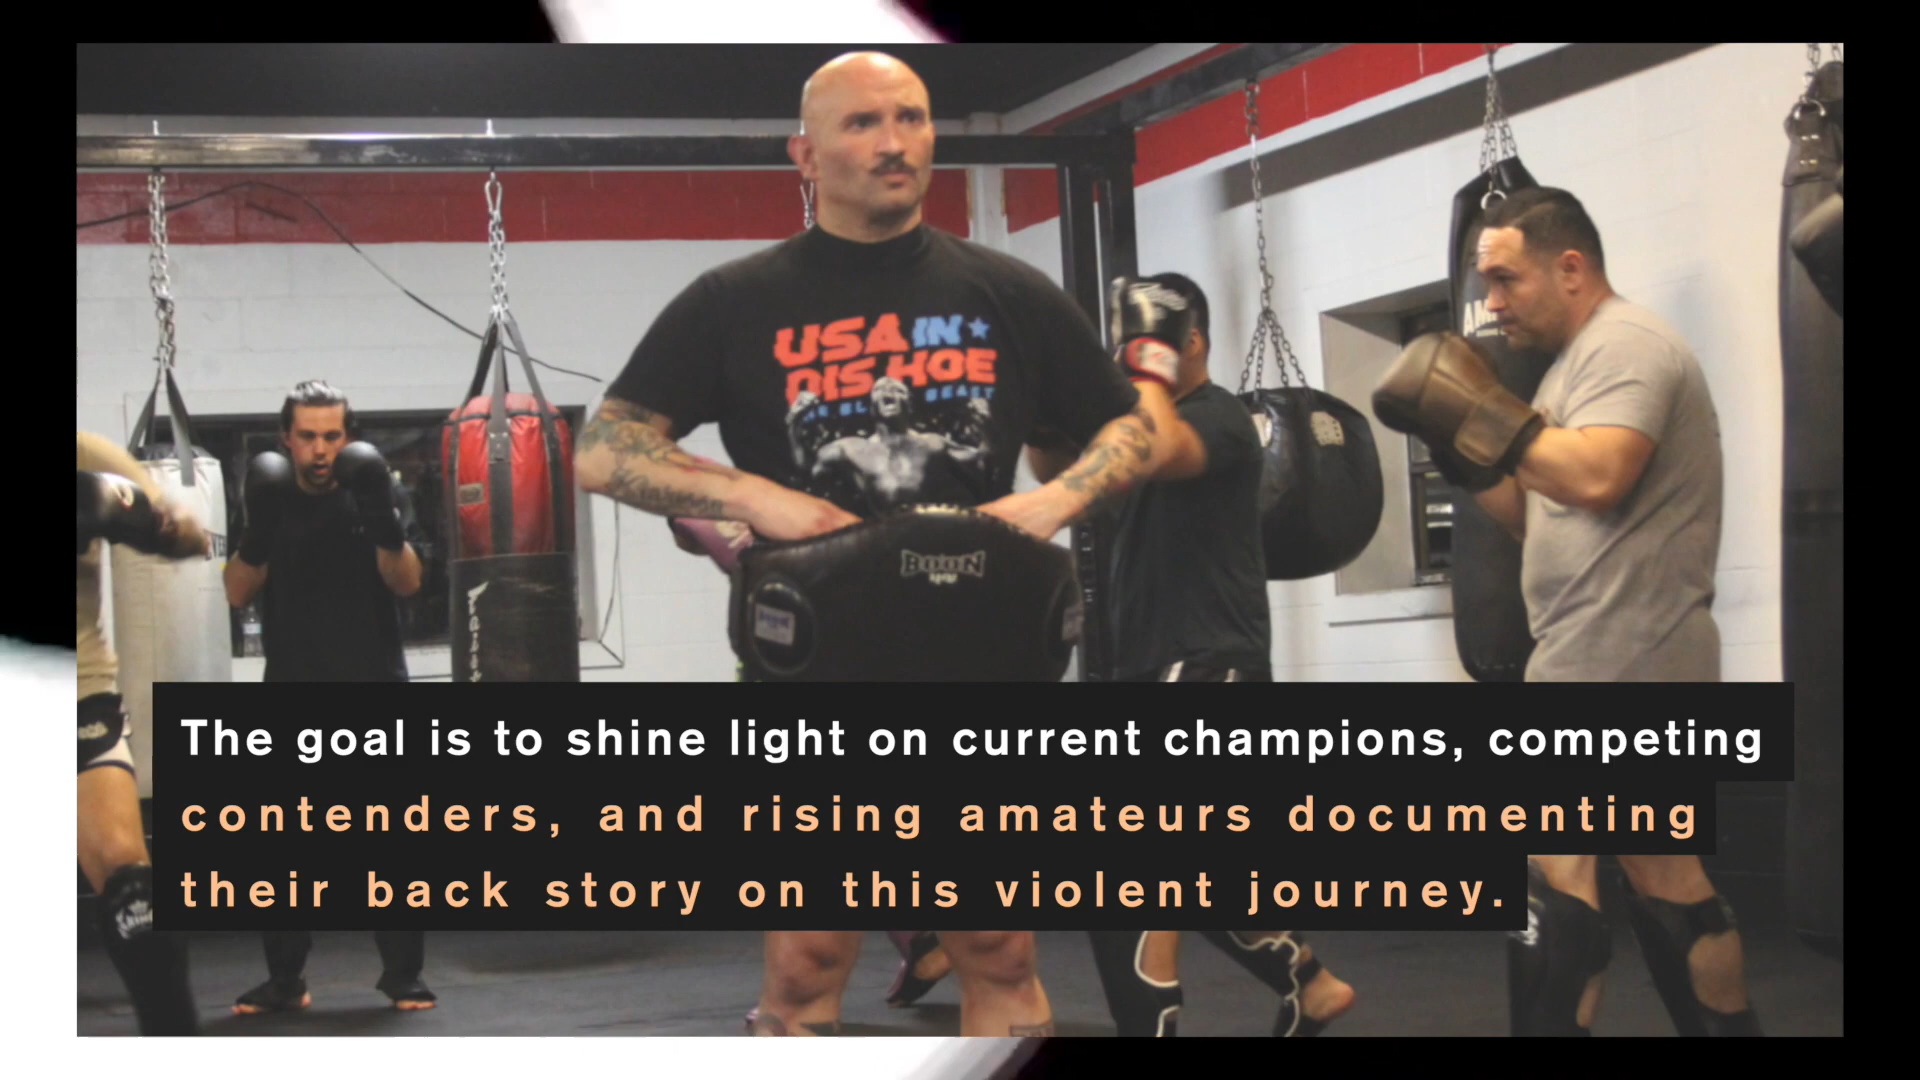 USA IN
DIS HOE
BEAST
BOON
The goal is to shine light on current champions, competing
contenders, and rising amateurs documenting
their back story on this violent journey.